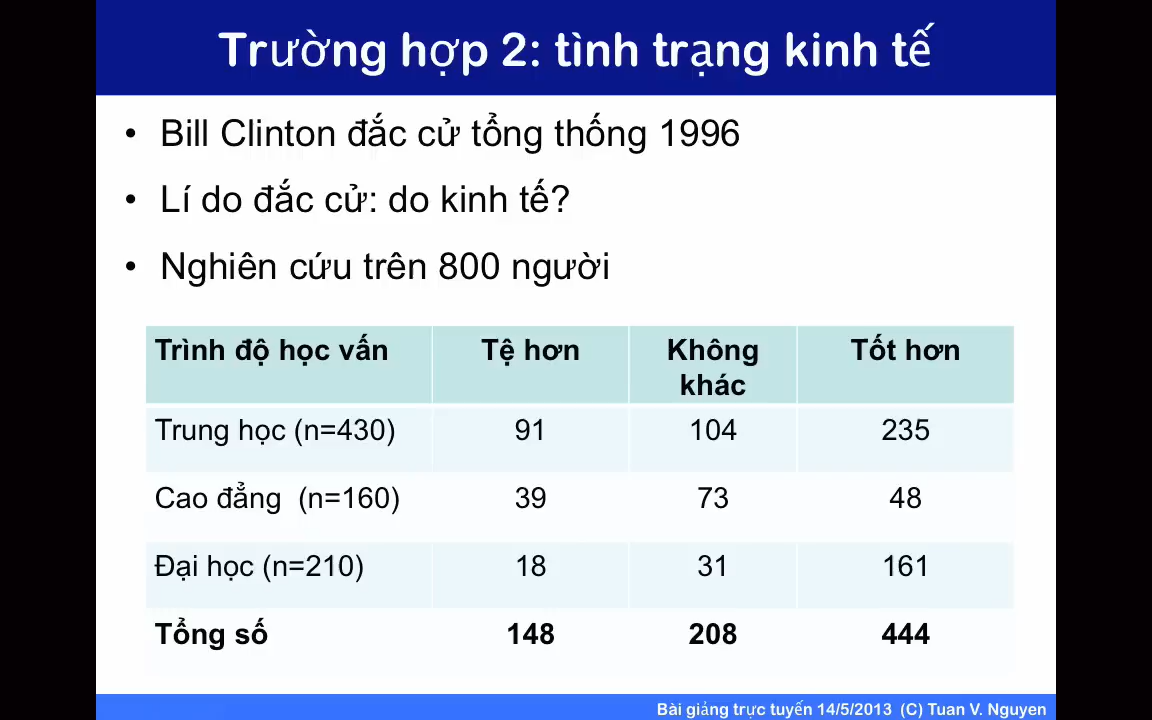 Trường hợp 2: tình trạng kinh tế
• Bill Clinton đắc cử tổng thống 1996
• Lí do đắc cử: do kinh tế?
• Nghiên cứu trên 800 người
Trình độ học vấn Tệ hơn Không khác Tốt hơn
Trung học (n=430) 91 104 235
Cao đẳng (n=160) 39 73 48
Đại học (n=210) 18 31 161
Tổng số 148 208 444
Bài giảng trực tuyến 14/5/2013 (C) Tuan V. Nguyen